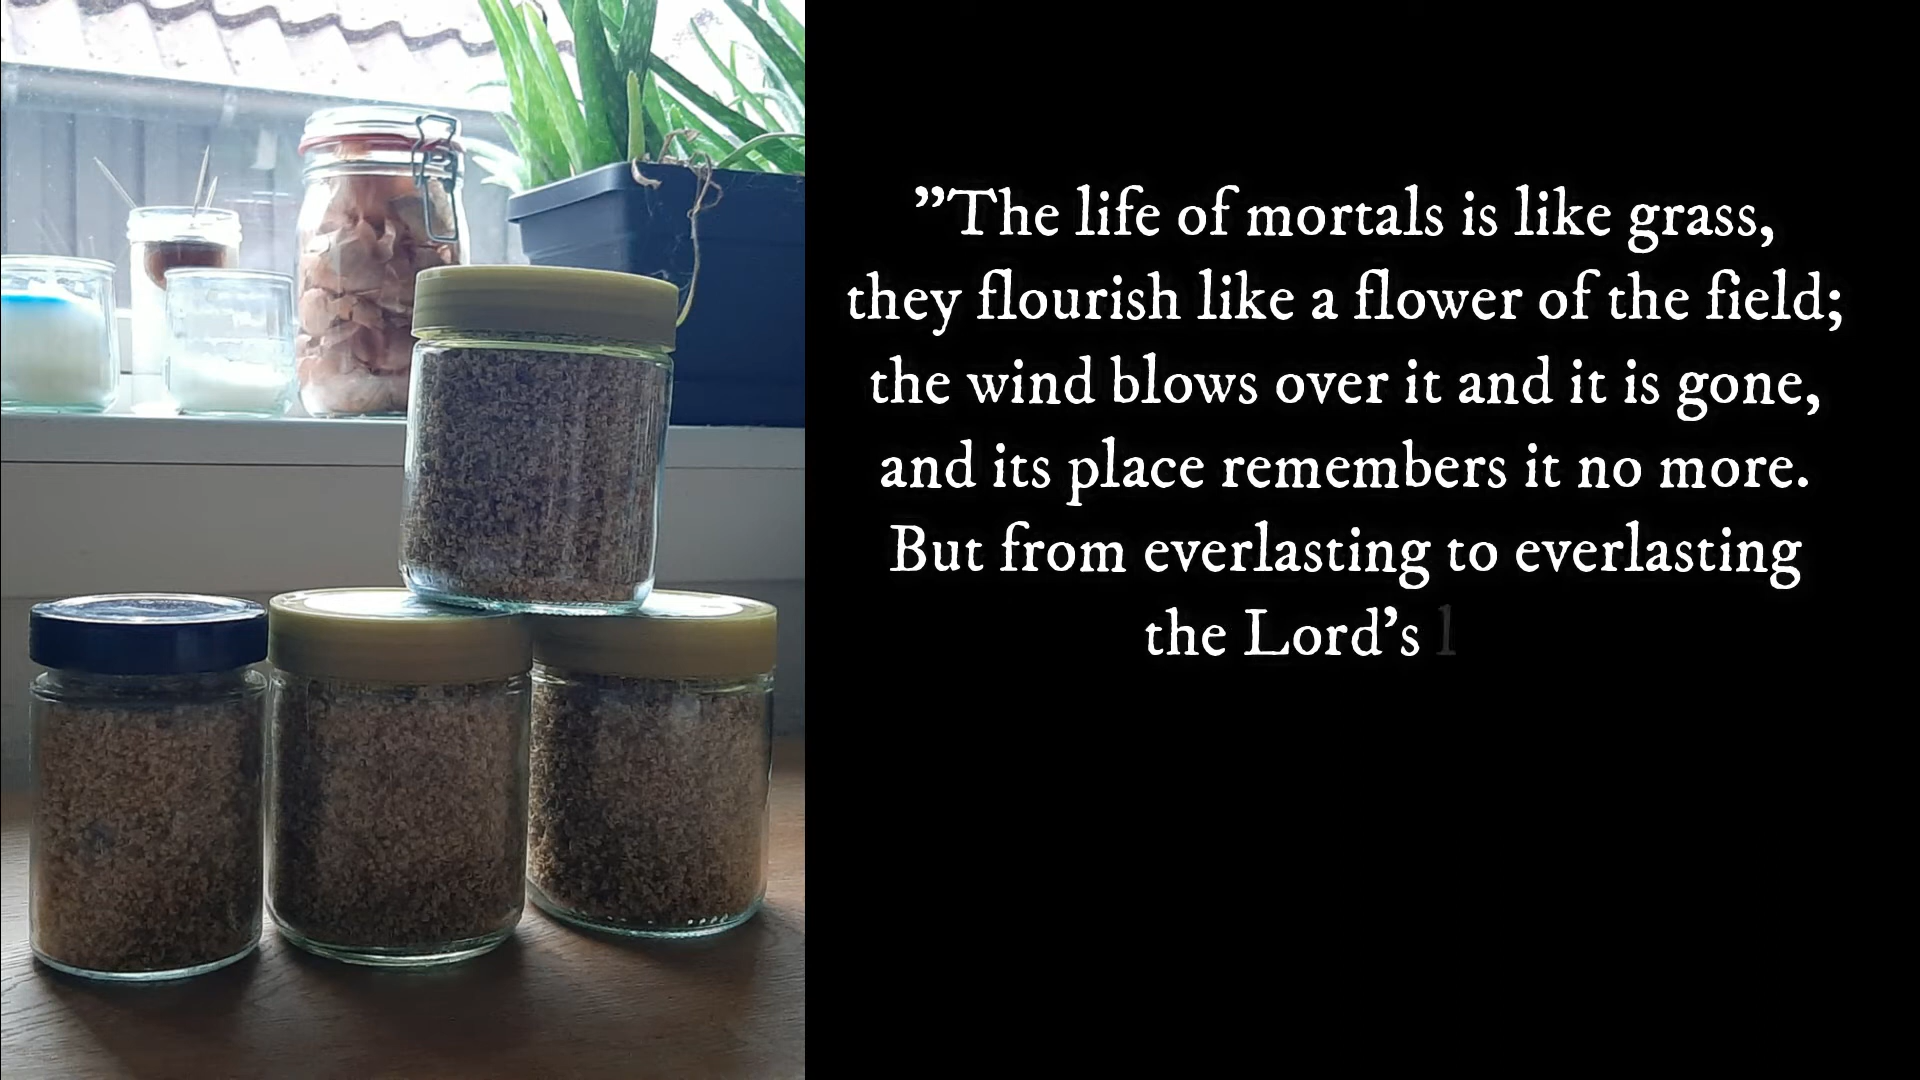 ”The life of mortals is like grass,
they flourish like a flower of the field;
the wind blows over it and it is gone,
and its place remembers it no more.
But from everlasting to everlasting
the Lord’s l